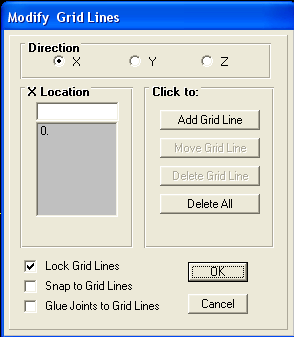 Modify Grid Lines
Direction
X Y Z
X Location
0.
Click to:
Add Grid Line
Move Grid Line
Delete Grid Line
Delete All
Lock Grid Lines
Snap to Grid Lines
Glue Joints to Grid Lines
OK
Cancel